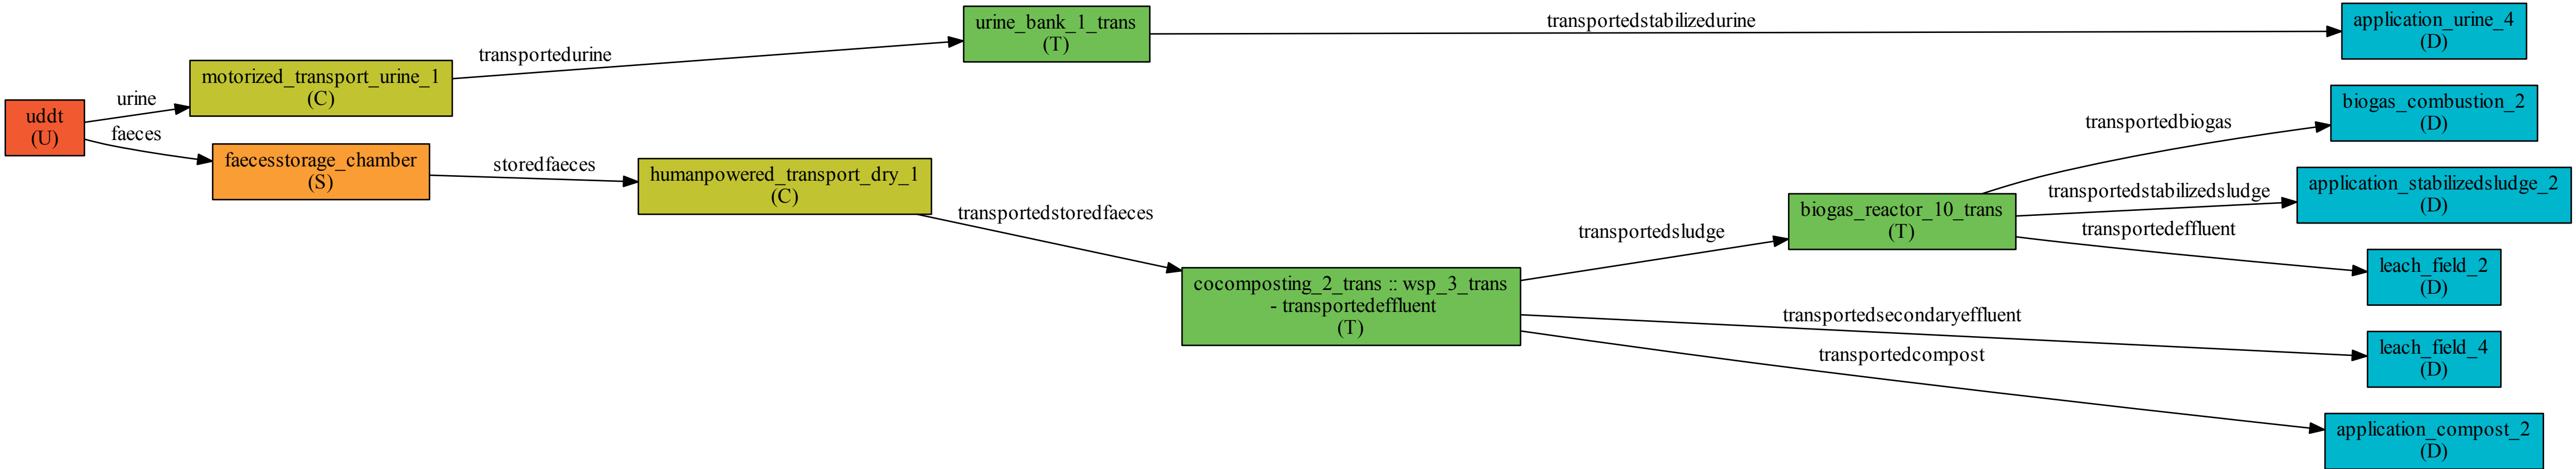 uddt
(U)
urine
faeces
motorized_transport_urine_1
(C)
faecesstorage_chamber
(S)
transportedurine
storedfaeces
humanpowered_transport_dry_1
(C)
urine_bank_1_trans
(T)
transportedstoredfaeces
cocomposting_2_trans :: wsp_3_trans
- transportedeffluent
(T)
transportedstabilizedurine
transportedsludge
transportedsecondaryeffluent
transportedcompost
biogas_reactor_10_trans
(T)
transportedbiogas
transportedstabilizedsludge
transportedeffluent
application_urine_4
(D)
biogas_combustion_2
(D)
application_stabilizedsludge_2
(D)
leach_field_2
(D)
leach_field_4
(D)
application_compost_2
(D)